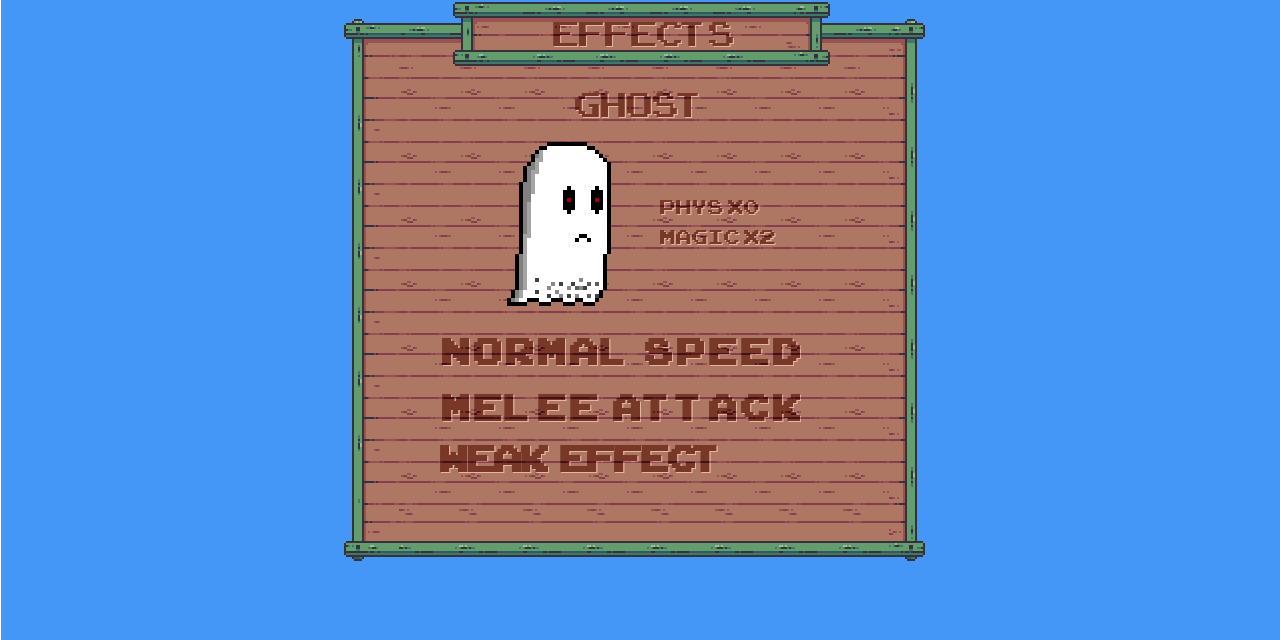 EFFECTS
GHOST
PHYS X0
MAGIC X2
NORMAL SPEED
MELEE ATTACK
WEAK EFFECT